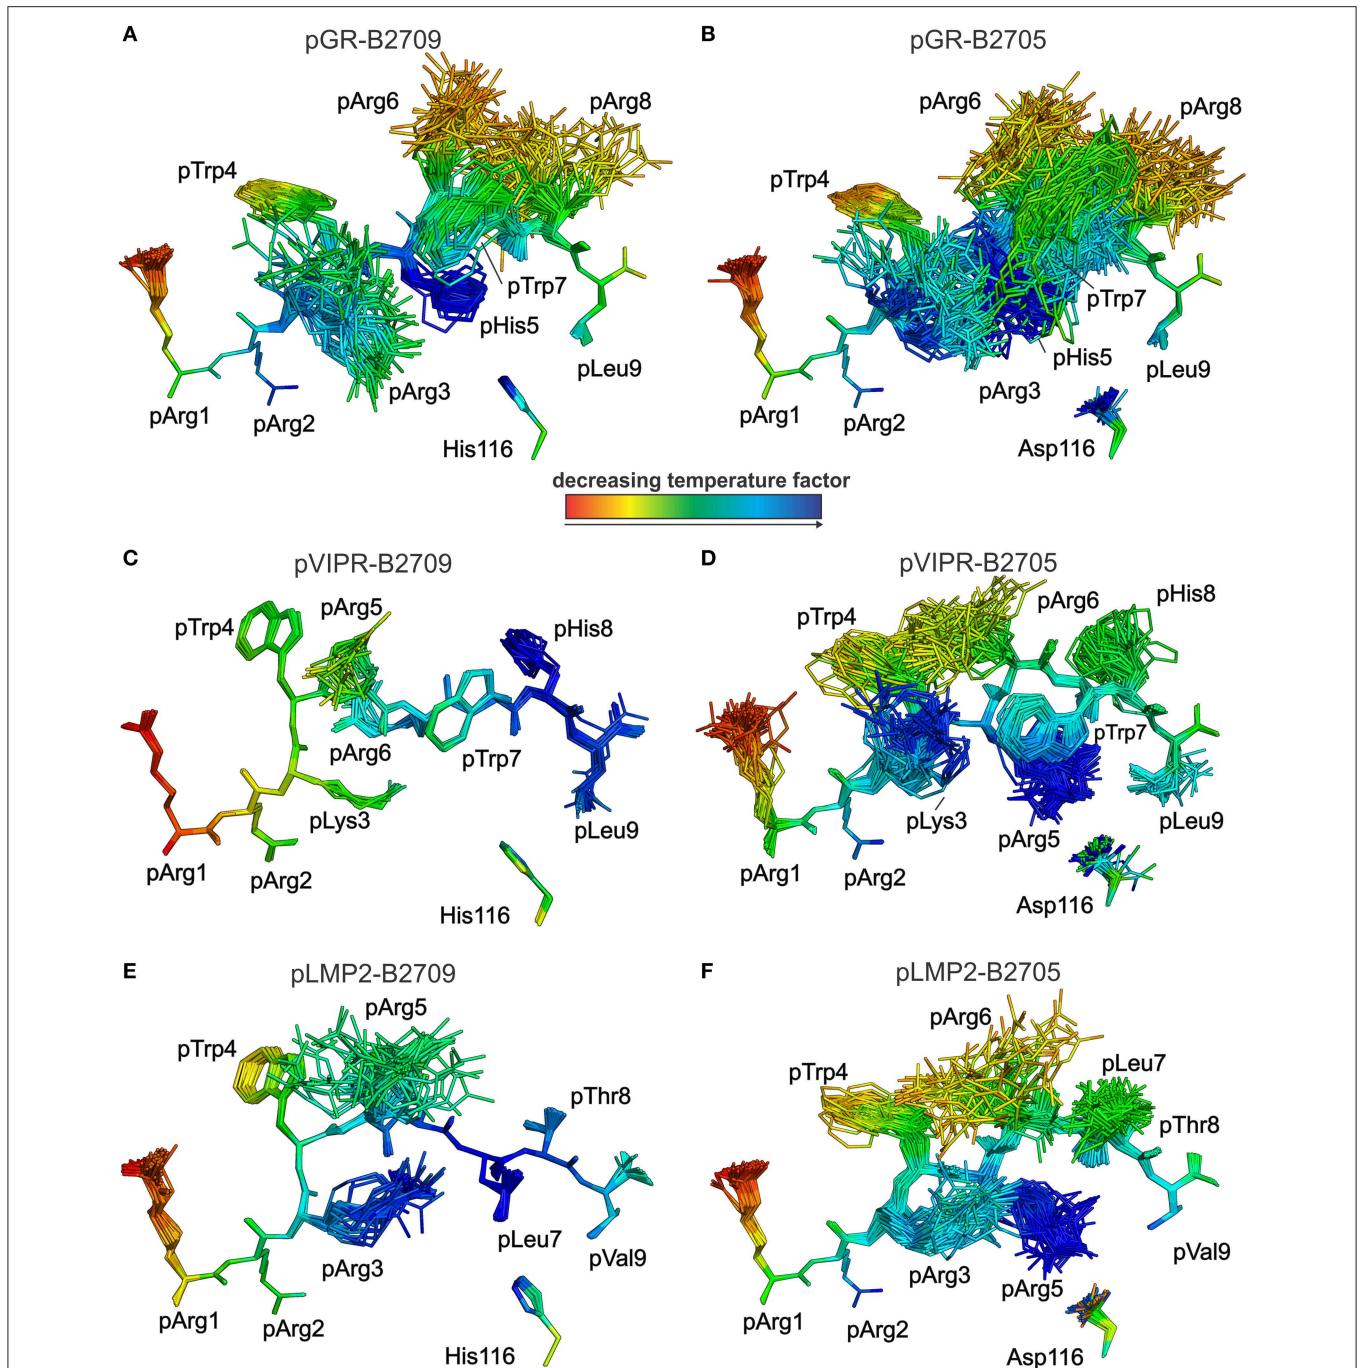 A
pGR-B2709
pArg6
pArg8
pTrp4
pTrp7
pHis5
pLeu9
pArg3
pArg1
pArg2
His116
B
pGR-B2705
pArg6
pArg8
pTrp4
pTrp7
pHis5
pLeu9
pArg3
pArg1
pArg2
Asp116
decreasing temperature factor
C
pVIPR-B2709
pArg5
pTrp4
pHis8
pArg6
pTrp7
pLys3
pLeu9
pArg1
pArg2
His116
D
pVIPR-B2705
pArg6
pHis8
pTrp4
pTrp7
pLys3
pArg5
pLeu9
pArg1
pArg2
Asp116
E
pLMP2-B2709
pArg5
pTrp4
pThr8
pLeu7
pVal9
pArg3
pArg1
pArg2
His116
F
pLMP2-B2705
pArg6
pTrp4
pLeu7
pThr8
pVal9
pArg3
pArg5
pArg1
pArg2
Asp116